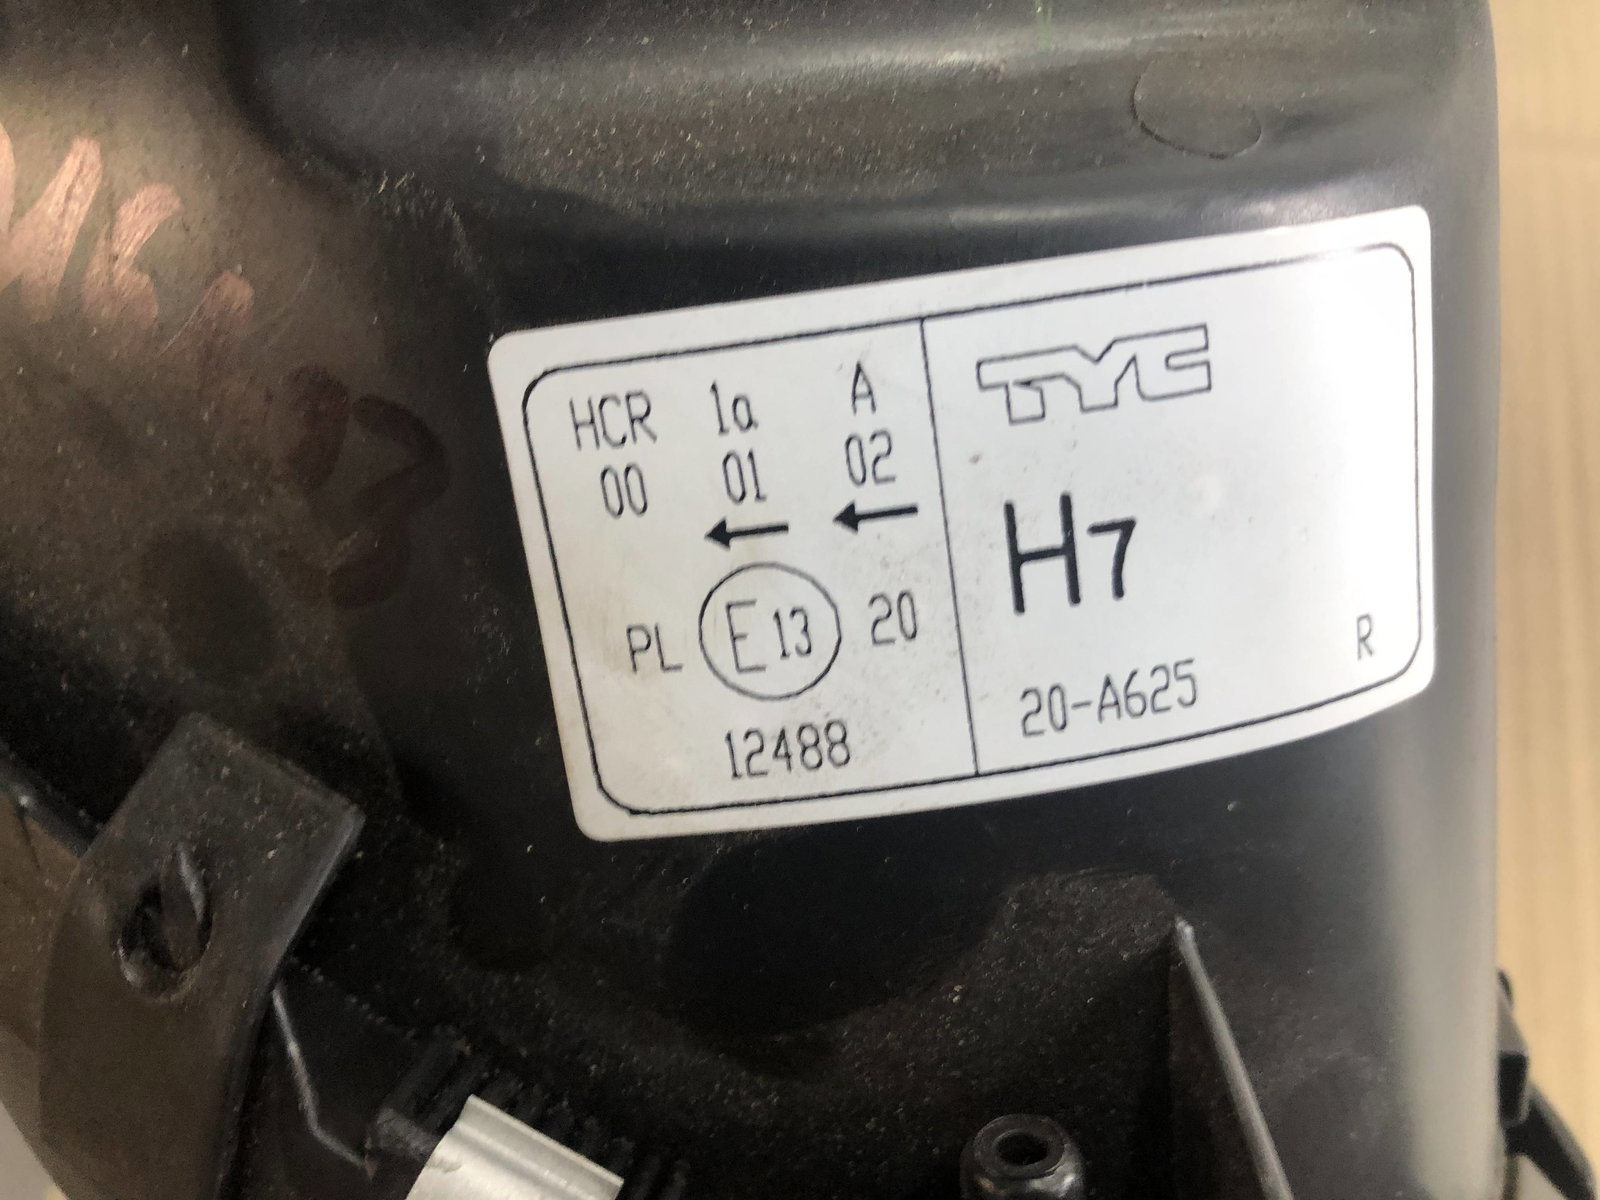 HCR 1a A
00 01 02
PL E13 20
12488
TYC
H7
R
20-A625